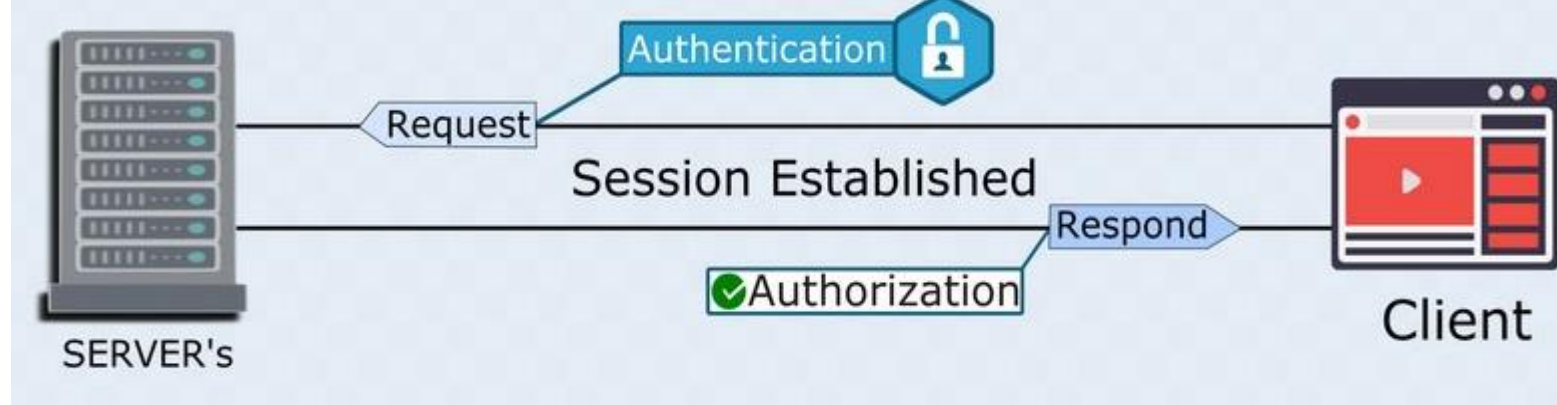 Authentication
Request
Session Established
Respond
Authorization
Client
SERVER's